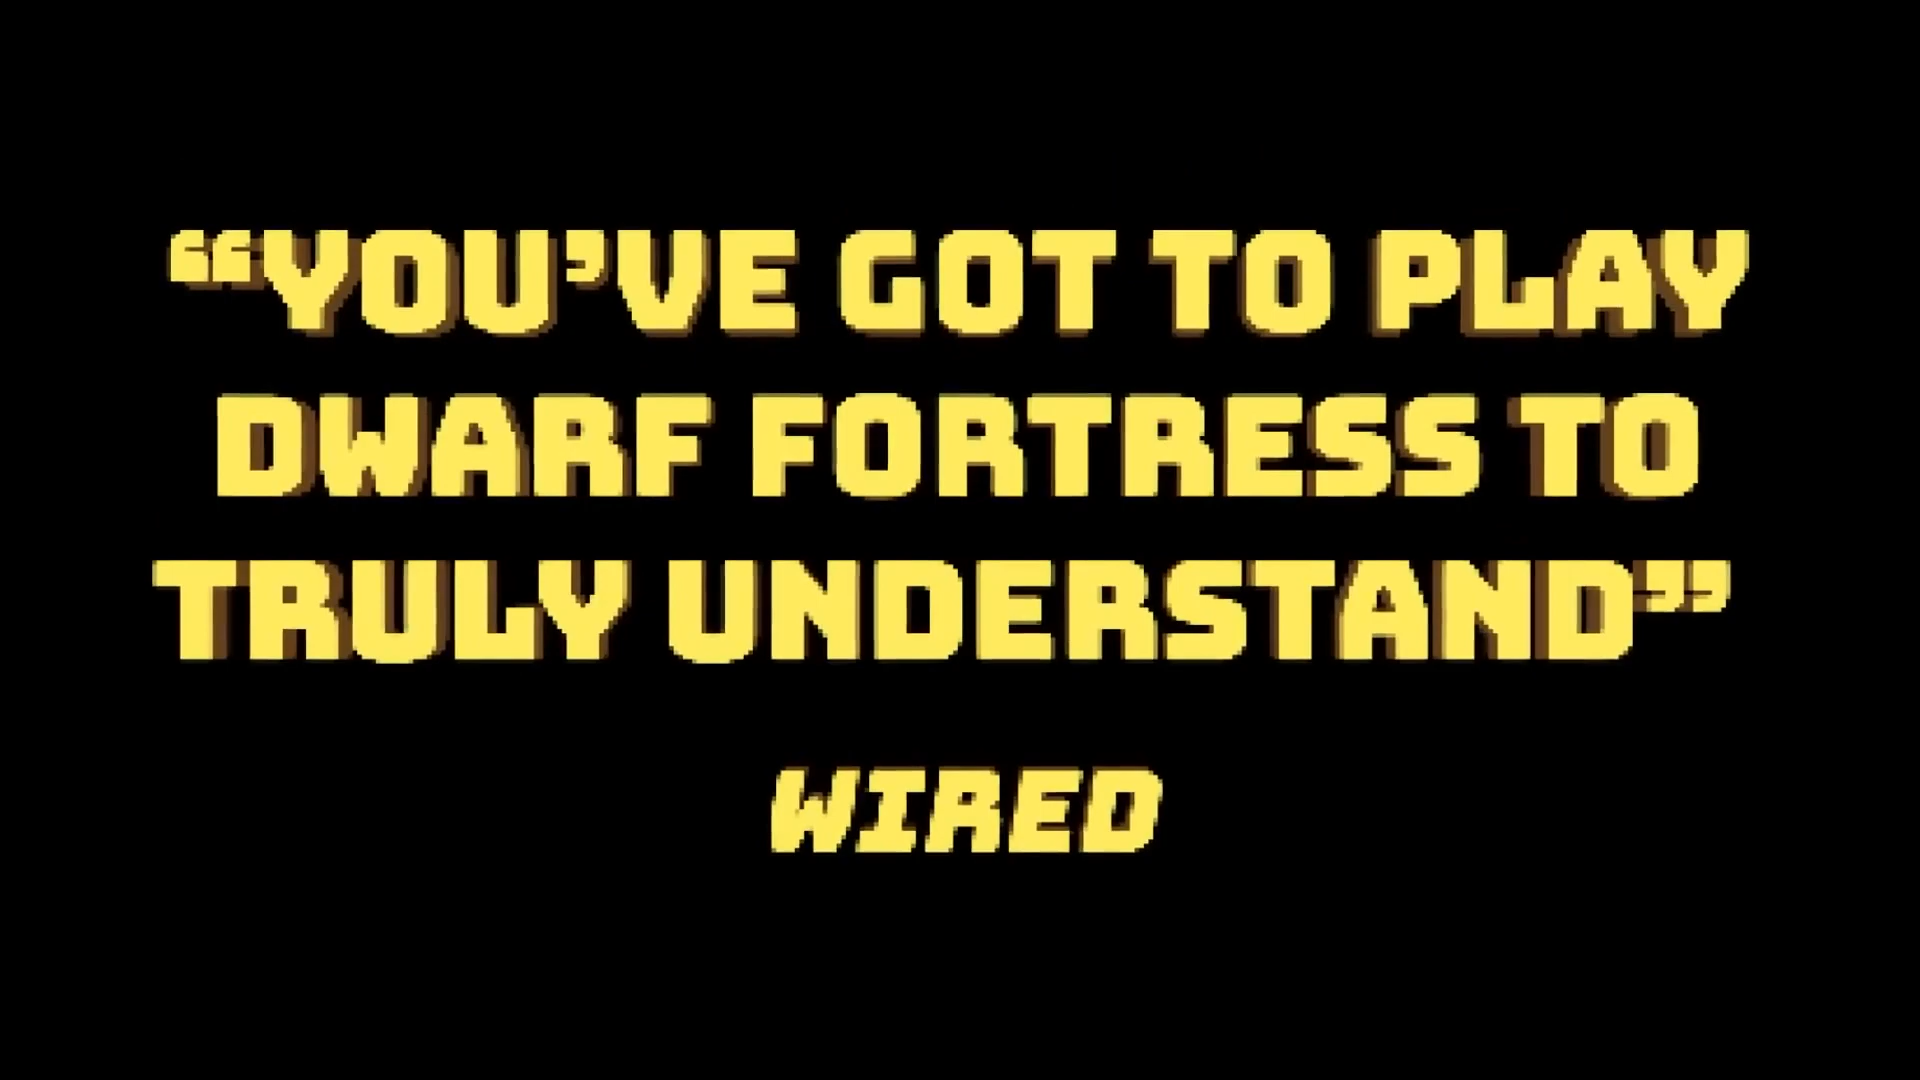 “YOU’VE GOT TO PLAY
DWARF FORTRESS TO
TRULY UNDERSTAND”
WIRED